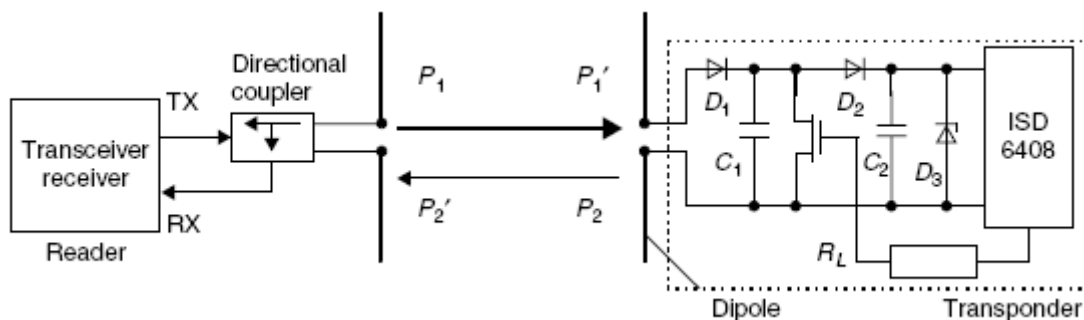 Directional
coupler
TX
Transceiver
receiver
RX
Reader
P1
P1′
P2′
P2
D1
D2
C1
C2
D3
ISD
6408
RL
Dipole
Transponder